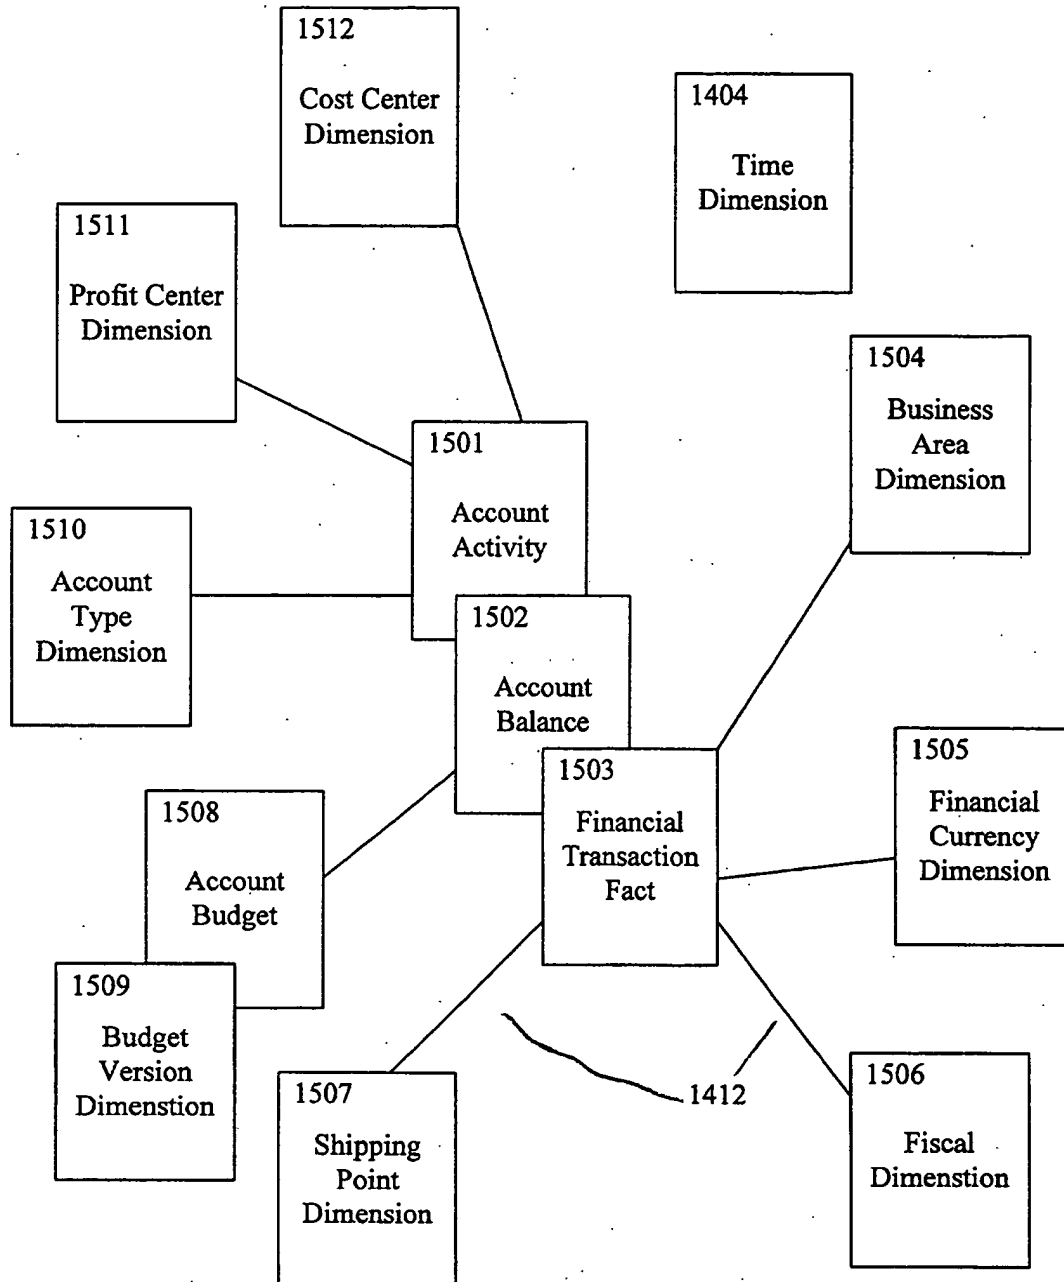 1512
Cost Center
Dimension
1404
Time
Dimension
1511
Profit Center
Dimension
1504
Business
Area
Dimension
1501
Account
Activity
1510
Account
Type
Dimension
1502
Account
Balance
1505
Financial
Currency
Dimension
1503
Financial
Transaction
Fact
1508
Account
Budget
1509
Budget
Version
Dimenstion
1507
Shipping
Point
Dimension
1412
1506
Fiscal
Dimenstion